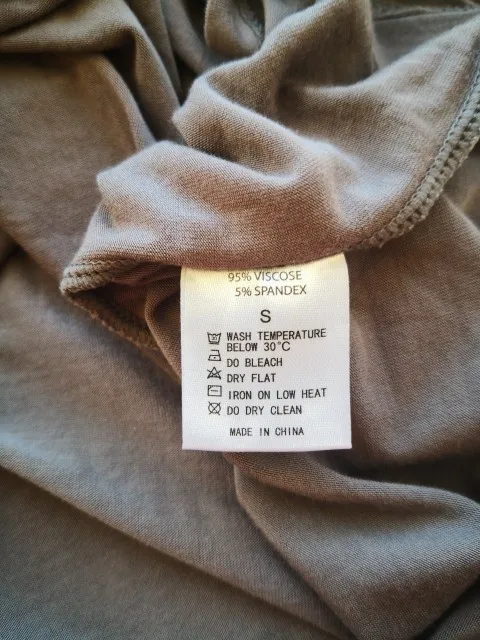 95% VISCOSE
5% SPANDEX
S
WASH TEMPERATURE
BELOW 30°C
DO BLEACH
DRY FLAT
IRON ON LOW HEAT
DO DRY CLEAN
MADE IN CHINA